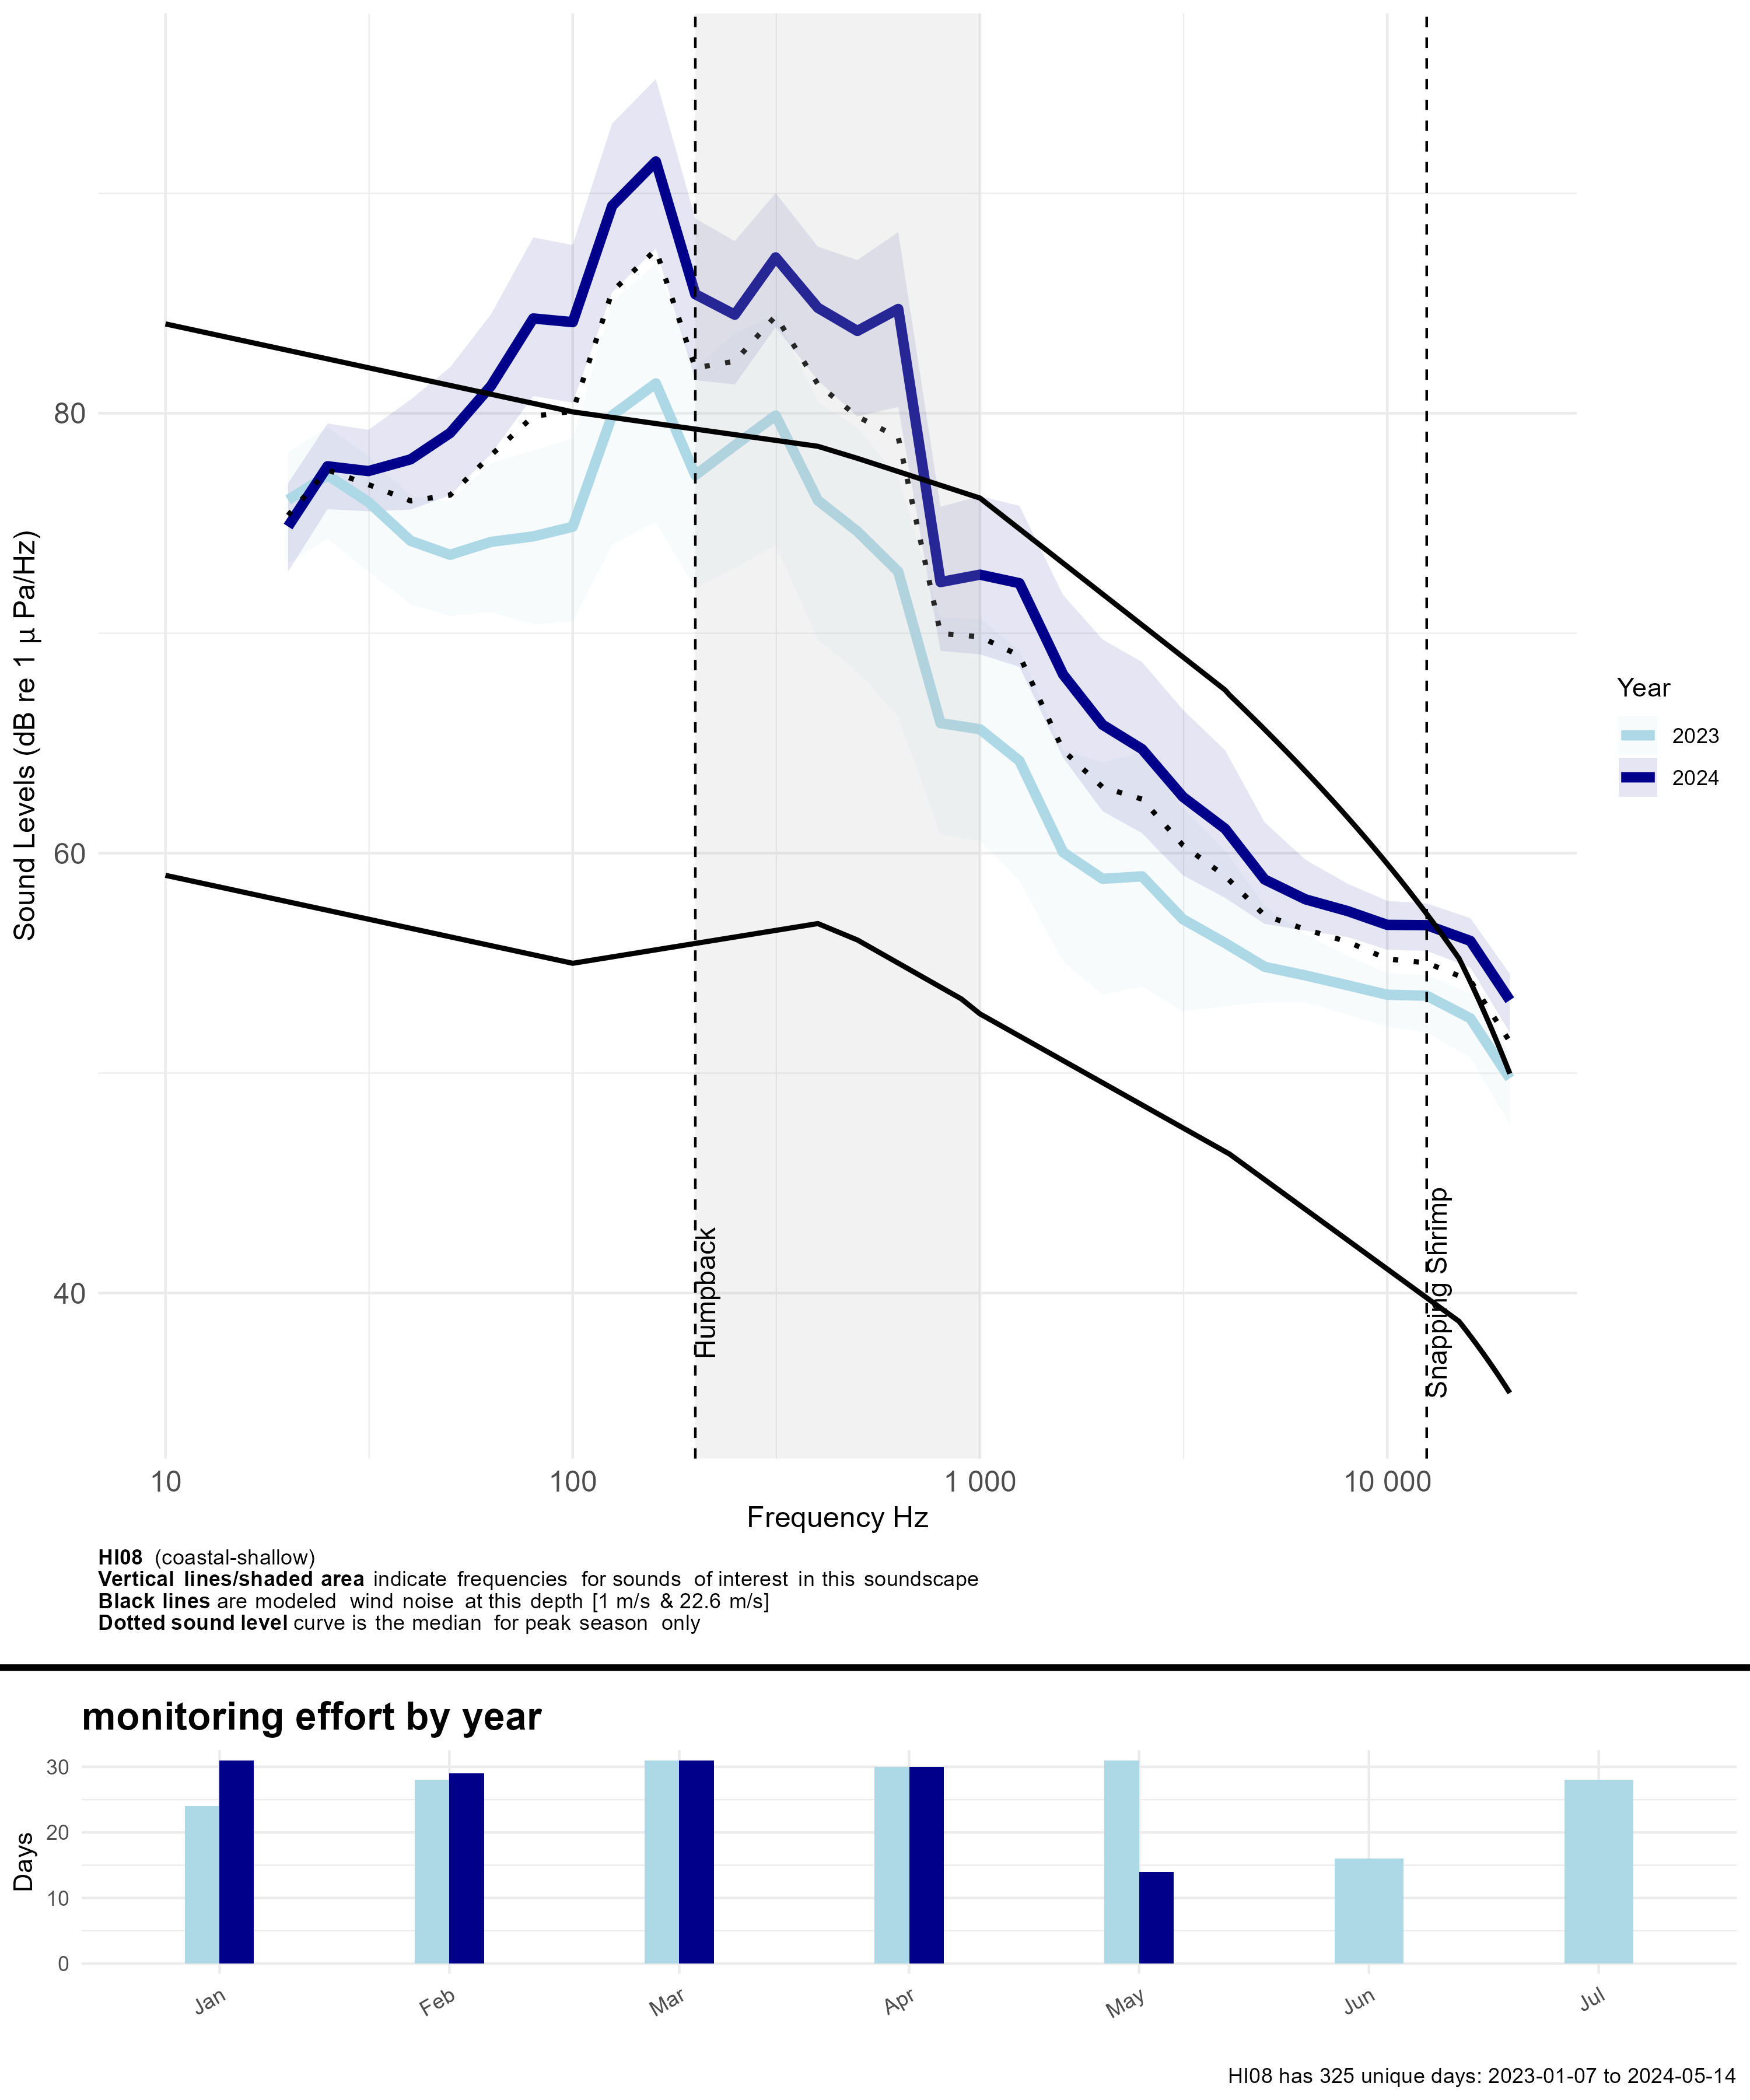 80
60
40
Sound Levels (dB re 1 µ Pa/Hz)
Humpback
Snapping Shrimp
10 100 1 000 10 000
Frequency Hz
Year
2023
2024
HI08 (coastal-shallow)
Vertical lines/shaded area indicate frequencies for sounds of interest in this soundscape
Black lines are modeled wind noise at this depth [1 m/s & 22.6 m/s]
Dotted sound level curve is the median for peak season only
monitoring effort by year
30
20
10
0
Days
Jan Feb Mar Apr May Jun Jul
HI08 has 325 unique days: 2023-01-07 to 2024-05-14